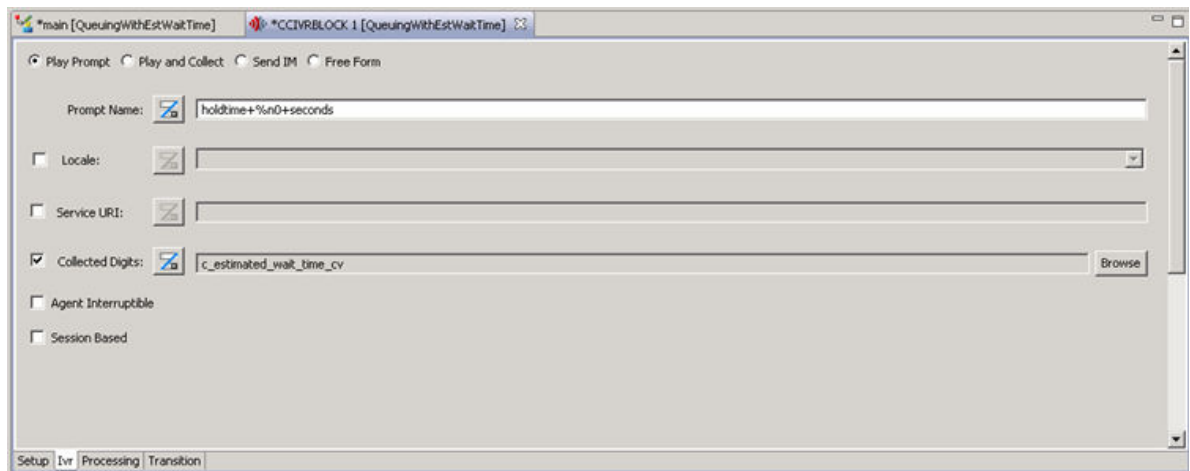 *main [QueuingWithEstWaitTime] *CCIVRBLOCK 1 [QueuingWithEstWaitTime]
Play Prompt Play and Collect Send IM Free Form
Prompt Name: holdtime+%n0+seconds
Locale:
Service URI:
Collected Digits: c_estimated_wait_time_cv Browse
Agent Interruptible
Session Based
Setup Ivr Processing Transition